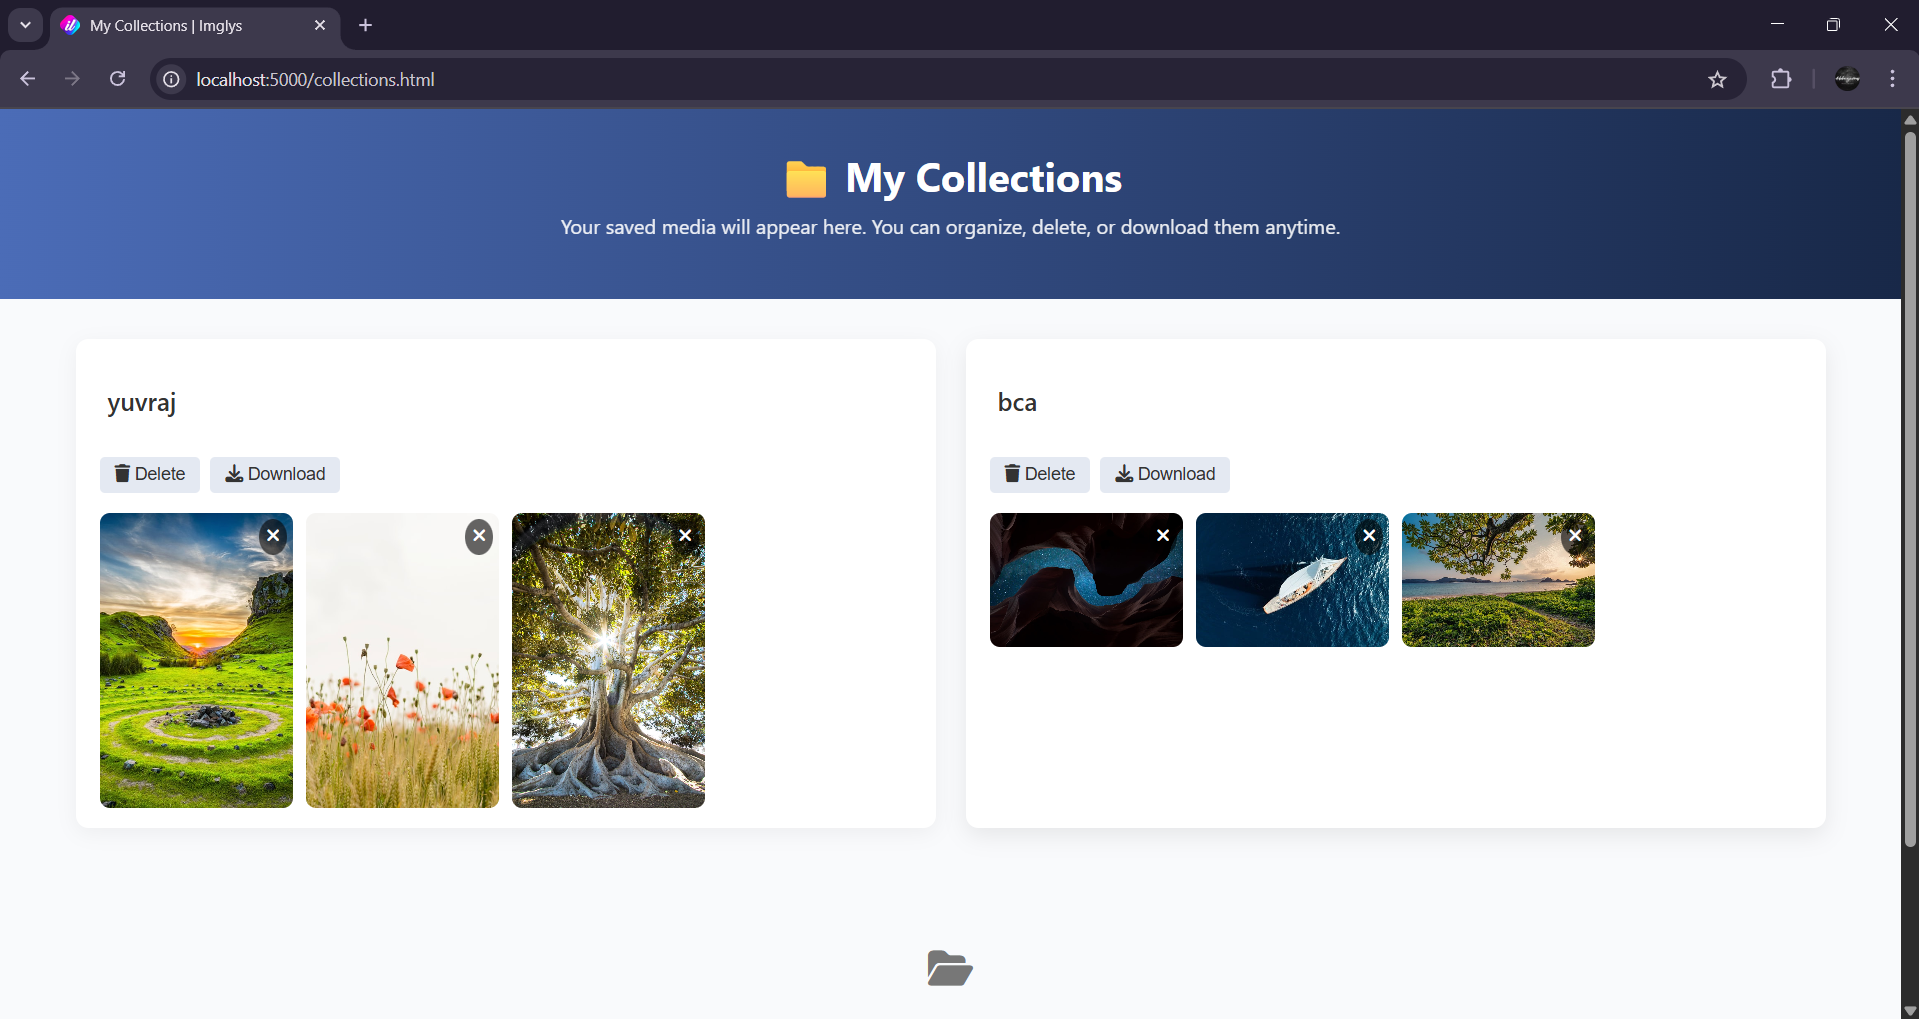 My Collections | Imglys
localhost:5000/collections.html
My Collections
Your saved media will appear here. You can organize, delete, or download them anytime.
yuvraj
Delete
Download
bca
Delete
Download